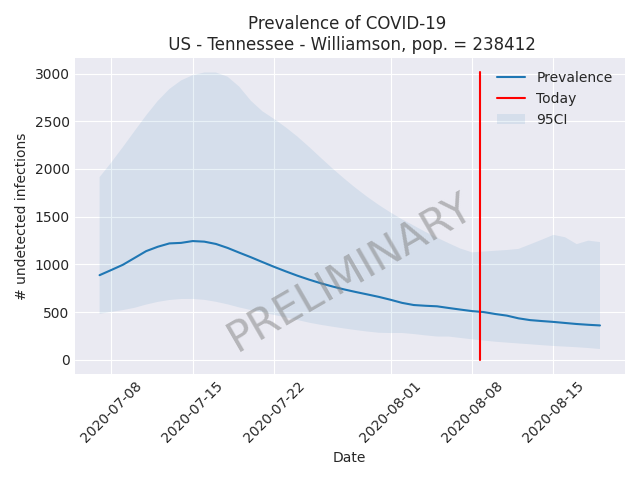 Prevalence of COVID-19
US - Tennessee - Williamson, pop. = 238412
Prevalence
Today
95CI
# undetected infections
3000
2500
2000
1500
1000
500
0
PRELIMINARY
2020-07-08
2020-07-15
2020-07-22
2020-08-01
2020-08-08
2020-08-15
Date